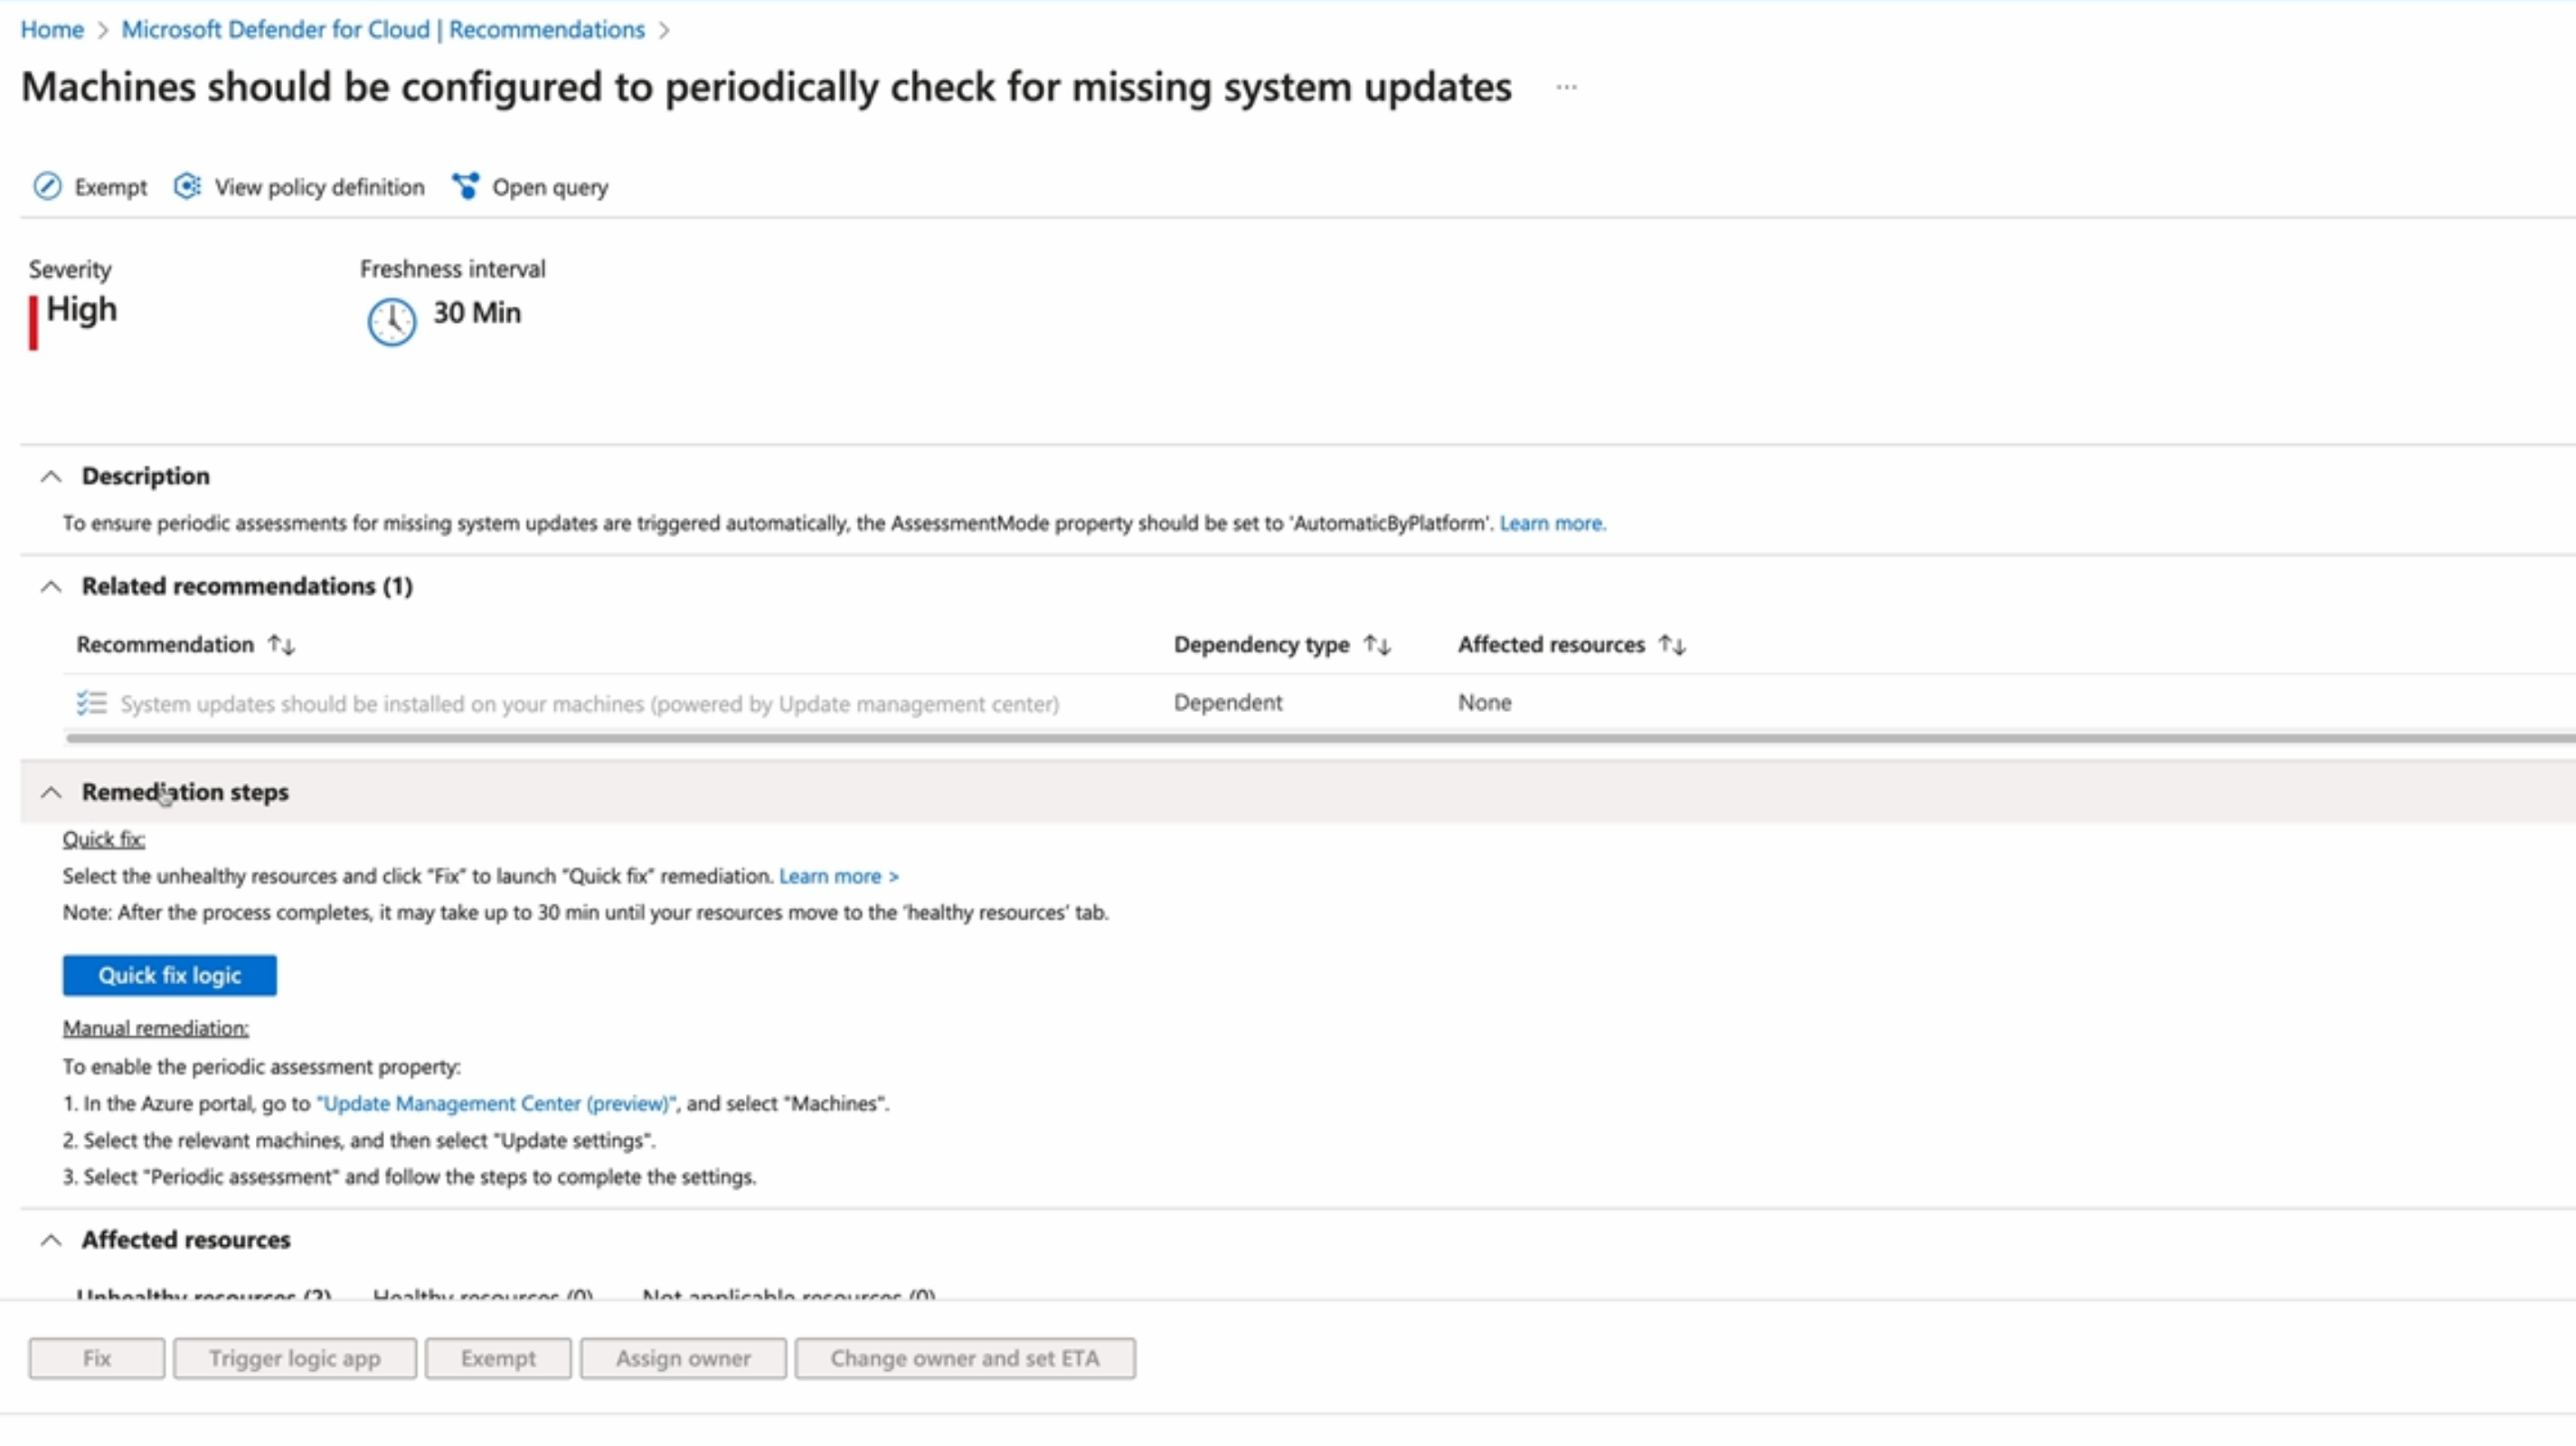 Home > Microsoft Defender for Cloud | Recommendations >
Machines should be configured to periodically check for missing system updates ...
Exempt View policy definition Open query
Severity Freshness interval
High 30 Min
Description
To ensure periodic assessments for missing system updates are triggered automatically, the AssessmentMode property should be set to 'AutomaticByPlatform'. Learn more.
Related recommendations (1)
Recommendation ↑↓ Dependency type ↑↓ Affected resources ↑↓
System updates should be installed on your machines (powered by Update management center) Dependent None
Remediation steps
Quick fix:
Select the unhealthy resources and click "Fix" to launch "Quick fix" remediation. Learn more >
Note: After the process completes, it may take up to 30 min until your resources move to the 'healthy resources' tab.
Quick fix logic
Manual remediation:
To enable the periodic assessment property:
1. In the Azure portal, go to "Update Management Center (preview)", and select "Machines".
2. Select the relevant machines, and then select "Update settings".
3. Select "Periodic assessment" and follow the steps to complete the settings.
Affected resources
Unhealthy resources (2) Healthy resources (0) Not applicable resources (0)
Fix Trigger logic app Exempt Assign owner Change owner and set ETA